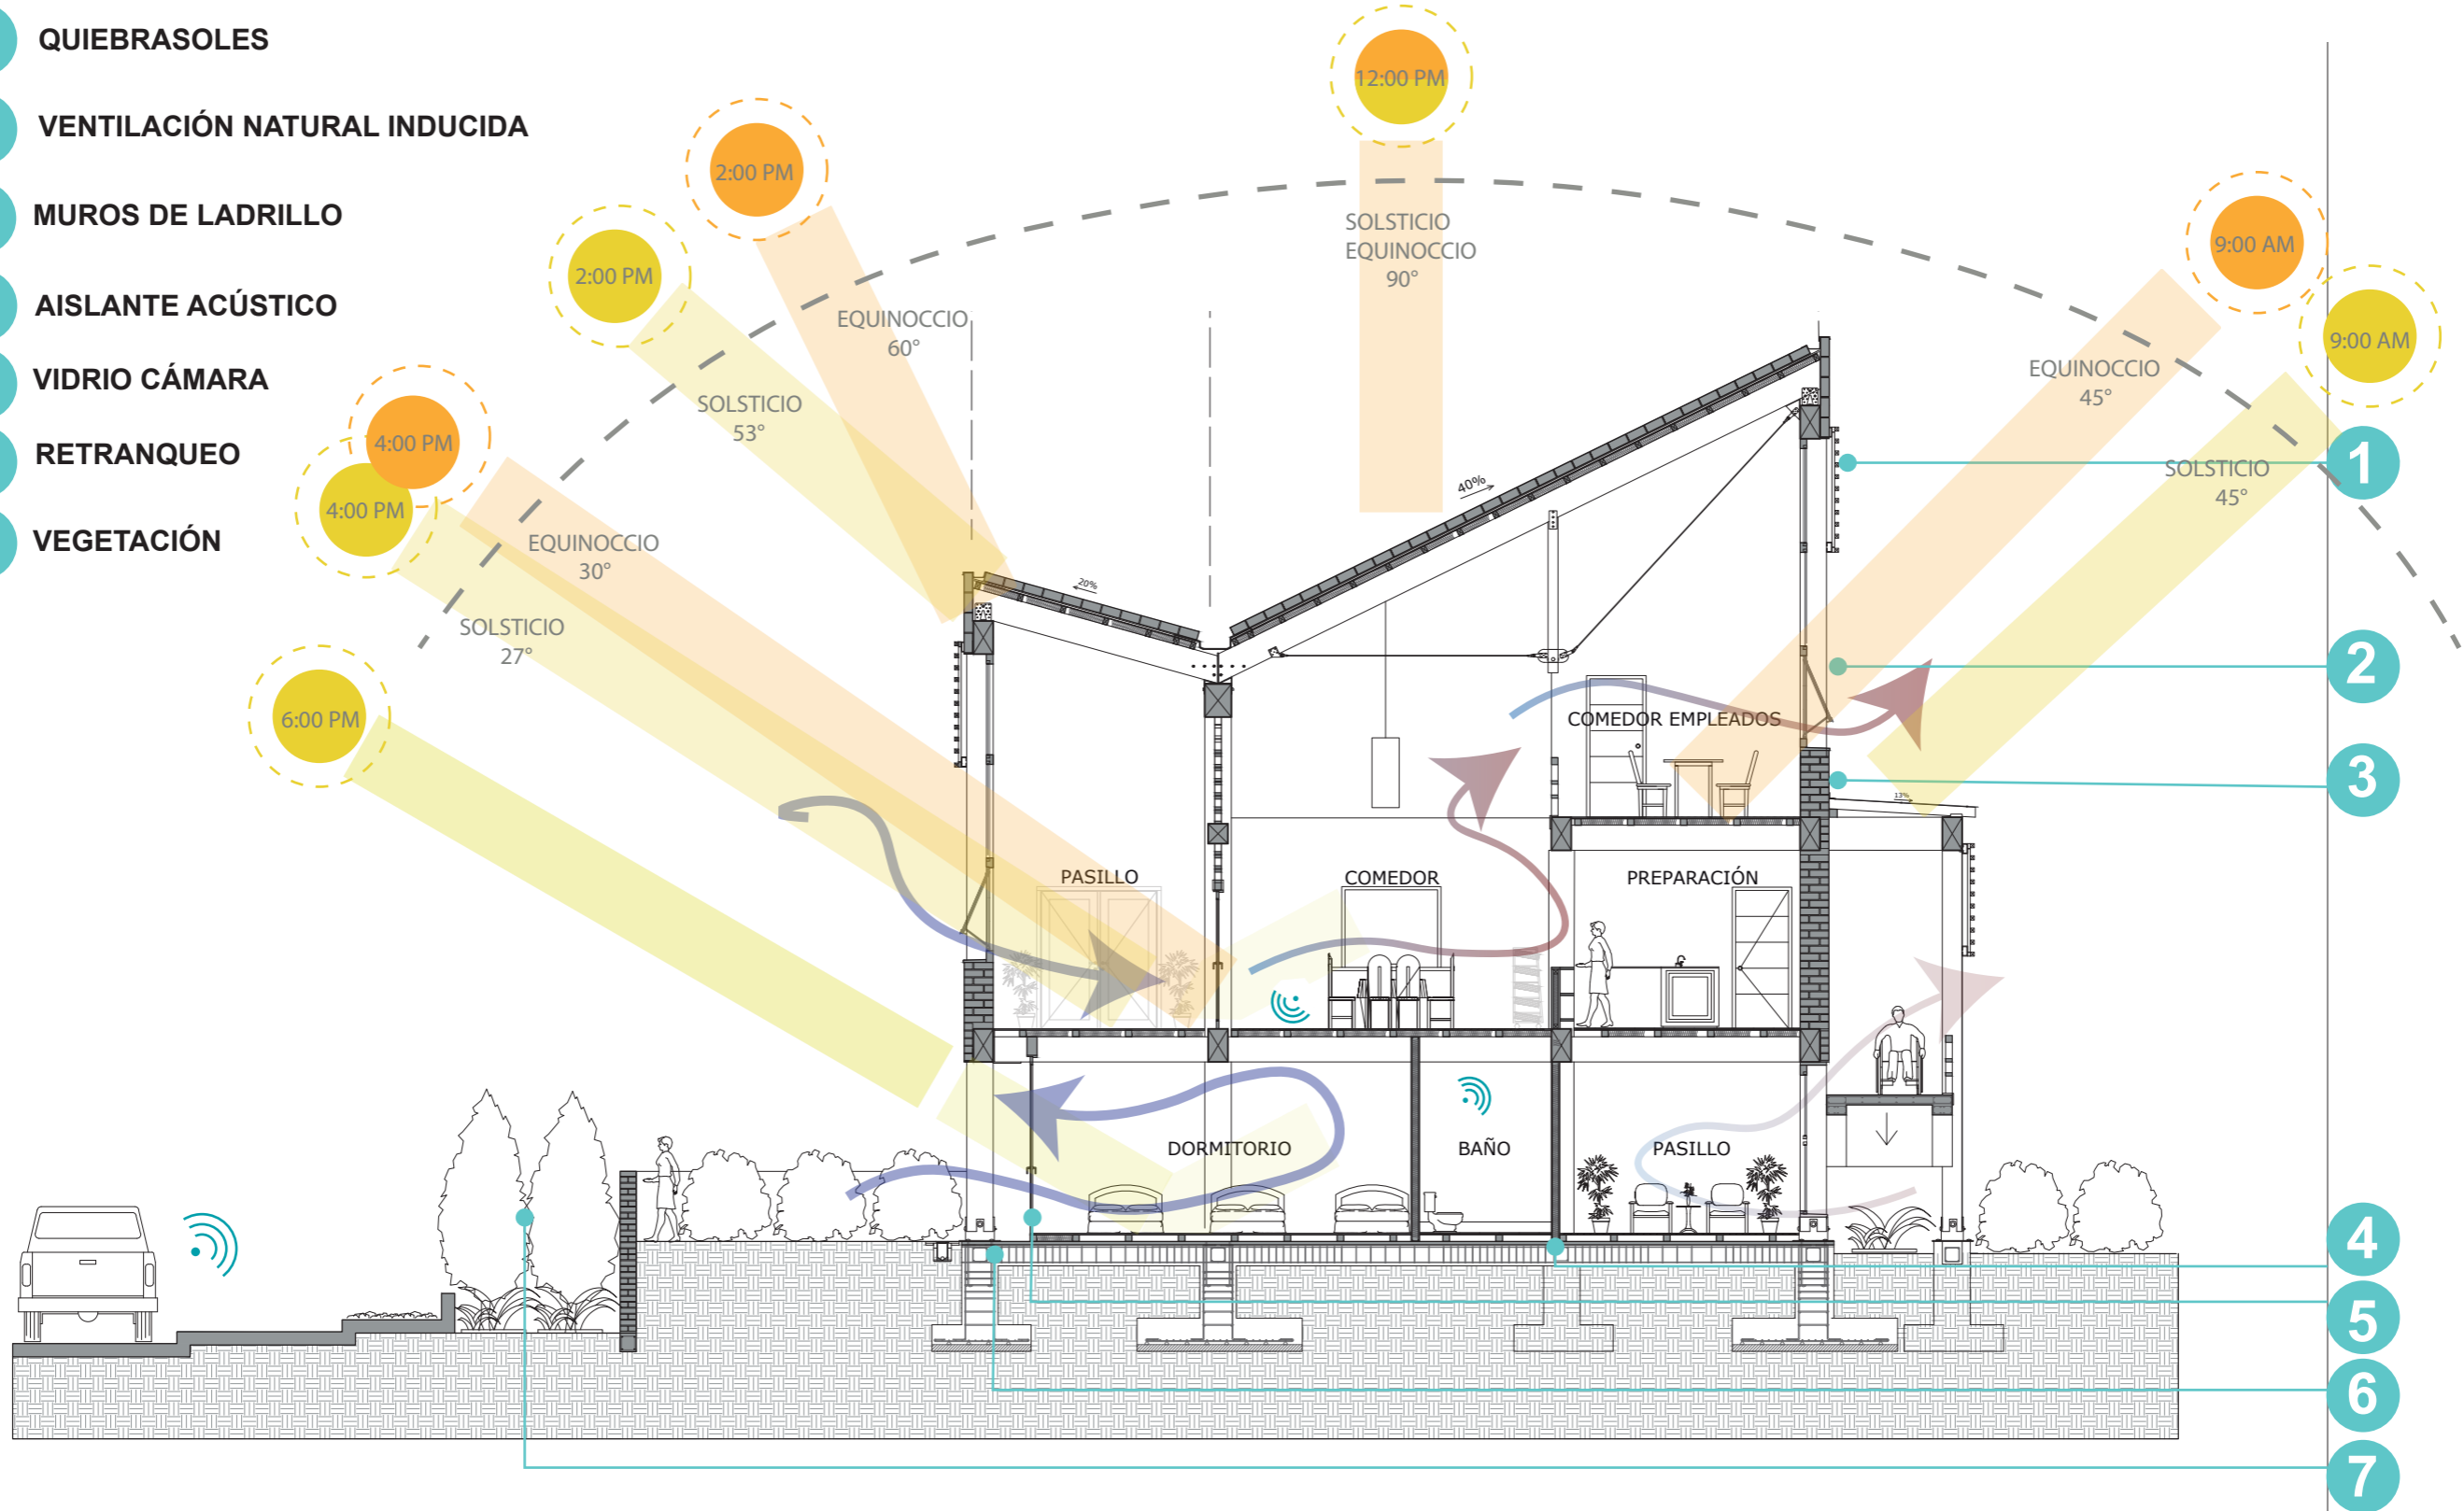 QUIEBRASOLES
VENTILACIÓN NATURAL INDUCIDA
MUROS DE LADRILLO
AISLANTE ACÚSTICO
VIDRIO CÁMARA
RETRANQUEO
VEGETACIÓN
12:00 PM
SOLSTICIO
EQUINOCCIO
90°
2:00 PM
EQUINOCCIO
60°
2:00 PM
SOLSTICIO
53°
4:00 PM
EQUINOCCIO
30°
4:00 PM
SOLSTICIO
27°
6:00 PM
9:00 AM
EQUINOCCIO
45°
9:00 AM
SOLSTICIO
45°
20%
40%
13%
COMEDOR EMPLEADOS
PASILLO
COMEDOR
PREPARACIÓN
DORMITORIO
BAÑO
PASILLO
1
2
3
4
5
6
7